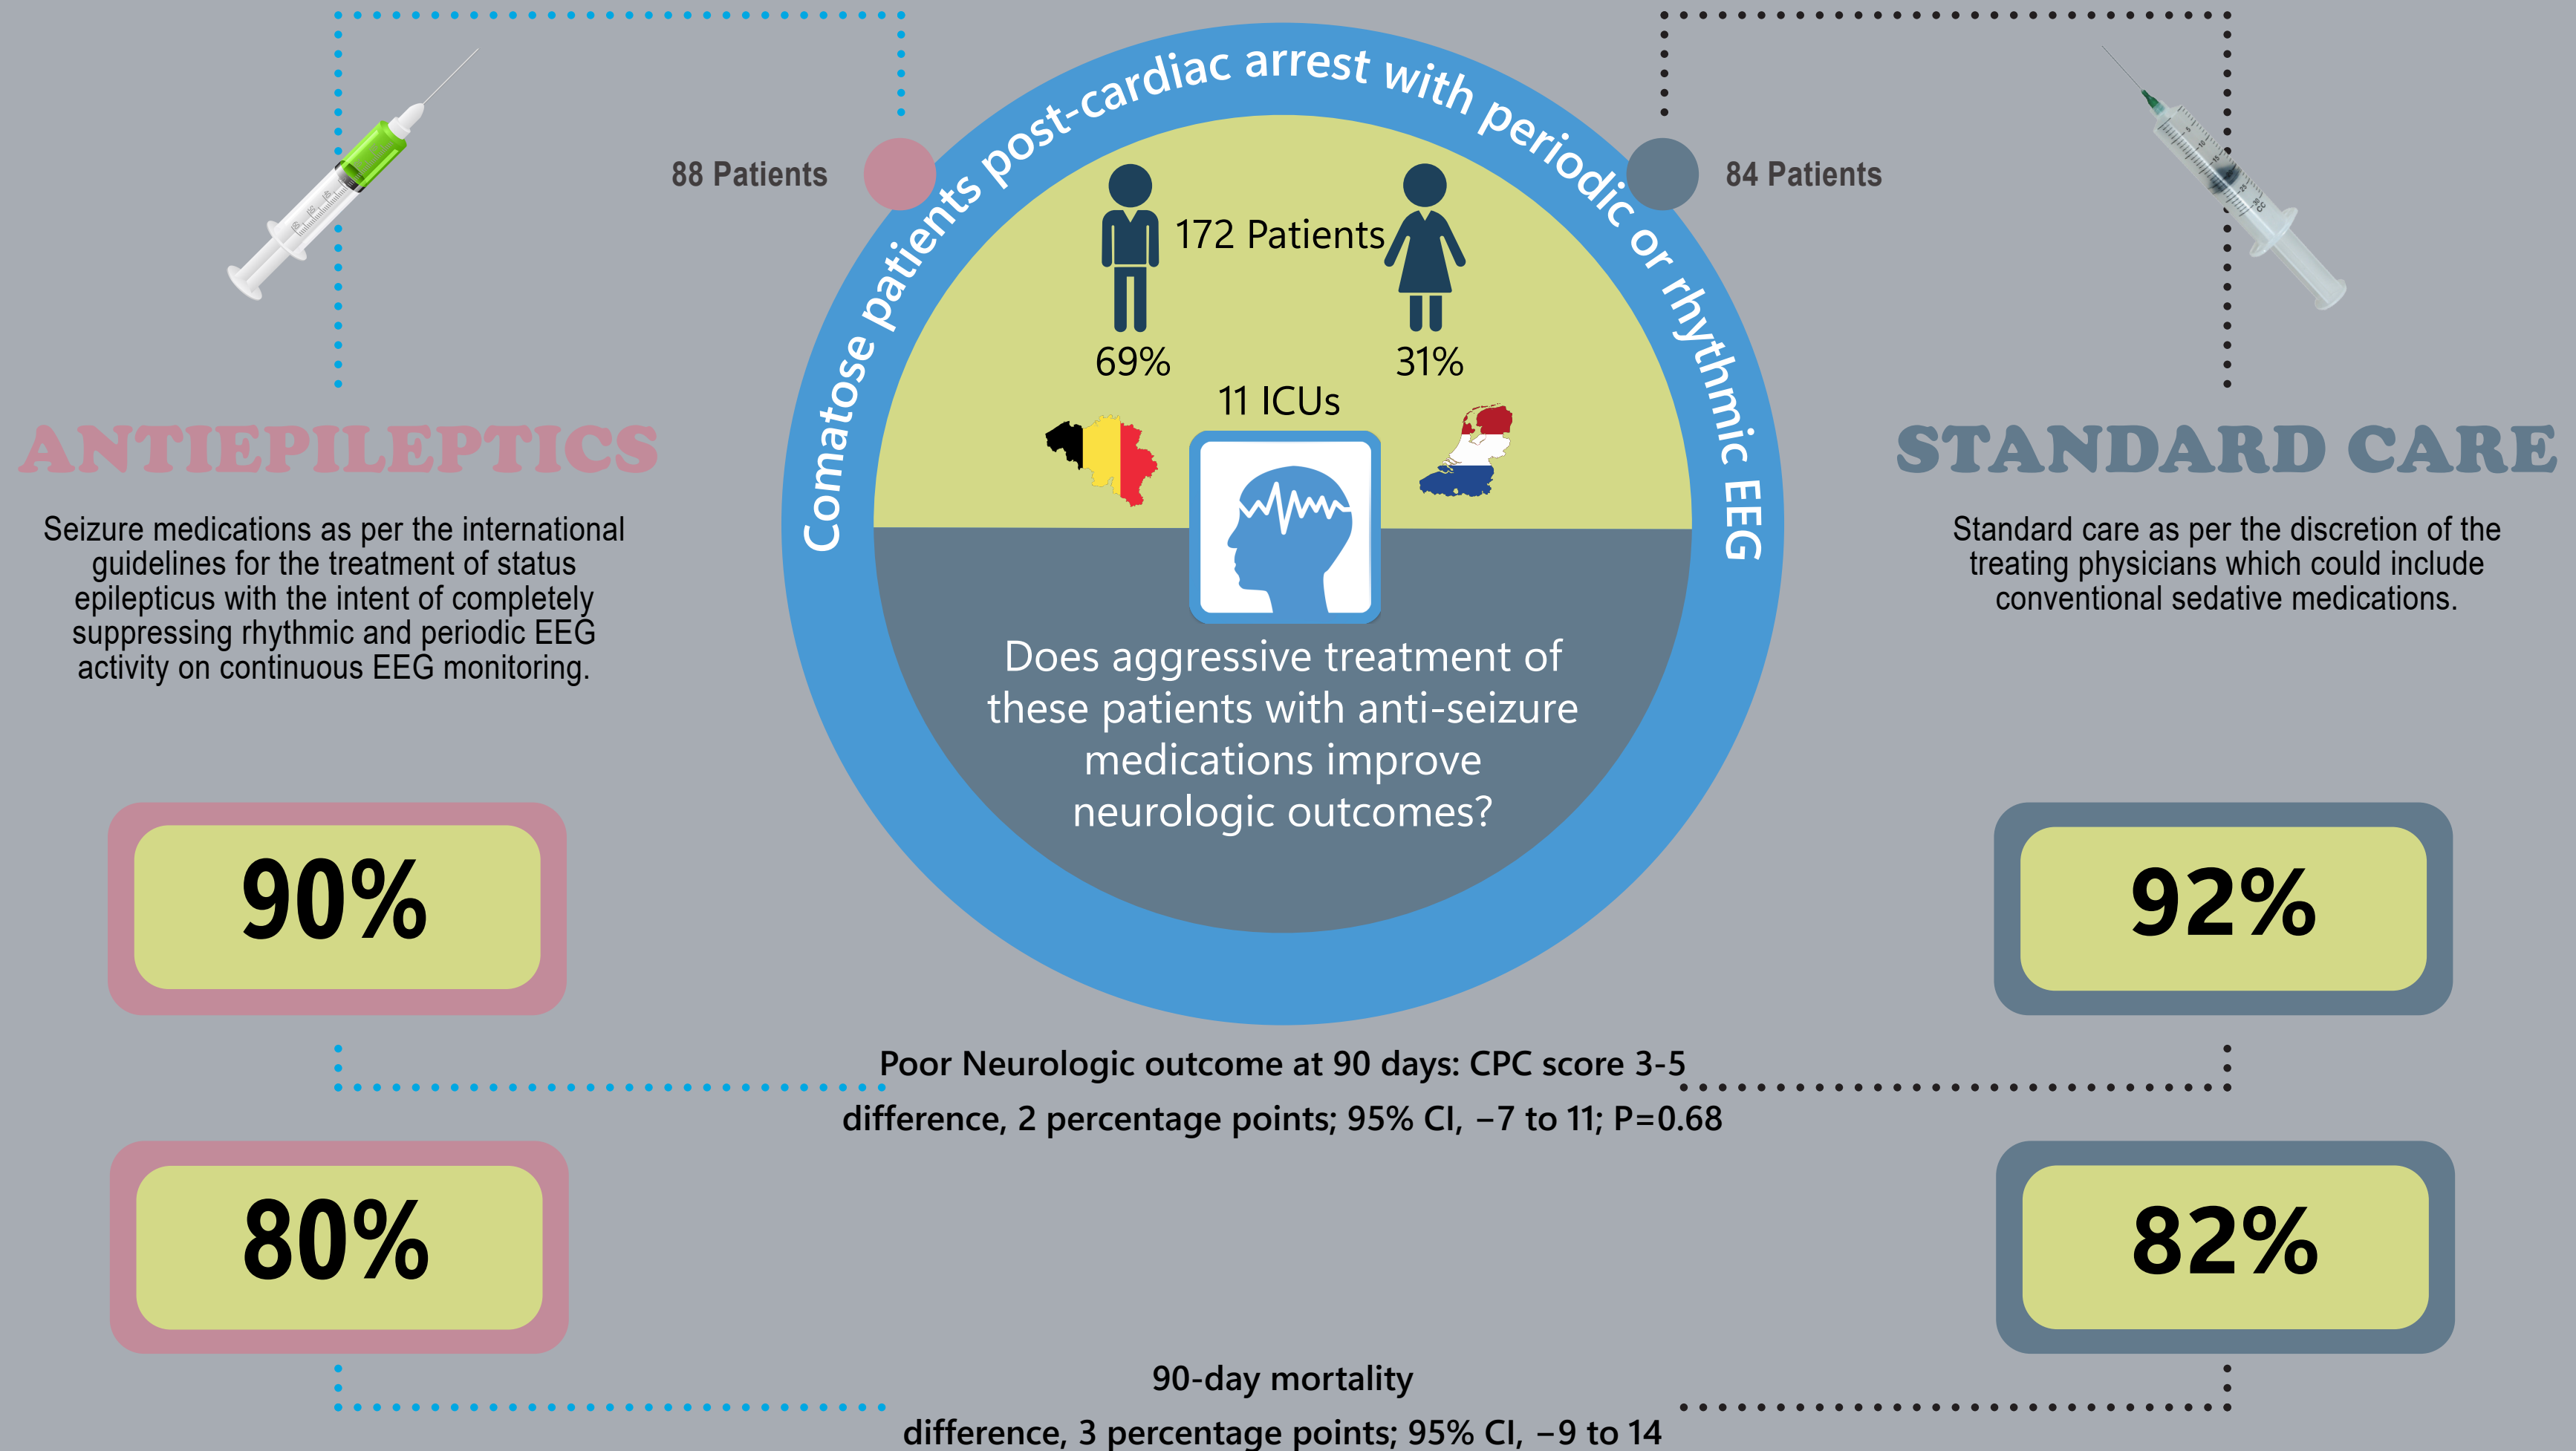 Comatose patients post-cardiac arrest with periodic or rhythmic EEG
88 Patients
84 Patients
172 Patients
69%
31%
11 ICUs
ANTIEPILEPTICS
STANDARD CARE
Seizure medications as per the international
guidelines for the treatment of status
epilepticus with the intent of completely
suppressing rhythmic and periodic EEG
activity on continuous EEG monitoring.
Standard care as per the discretion of the
treating physicians which could include
conventional sedative medications.
Does aggressive treatment of
these patients with anti-seizure
medications improve
neurologic outcomes?
90%
92%
Poor Neurologic outcome at 90 days: CPC score 3-5
difference, 2 percentage points; 95% CI, −7 to 11; P=0.68
80%
82%
90-day mortality
difference, 3 percentage points; 95% CI, −9 to 14